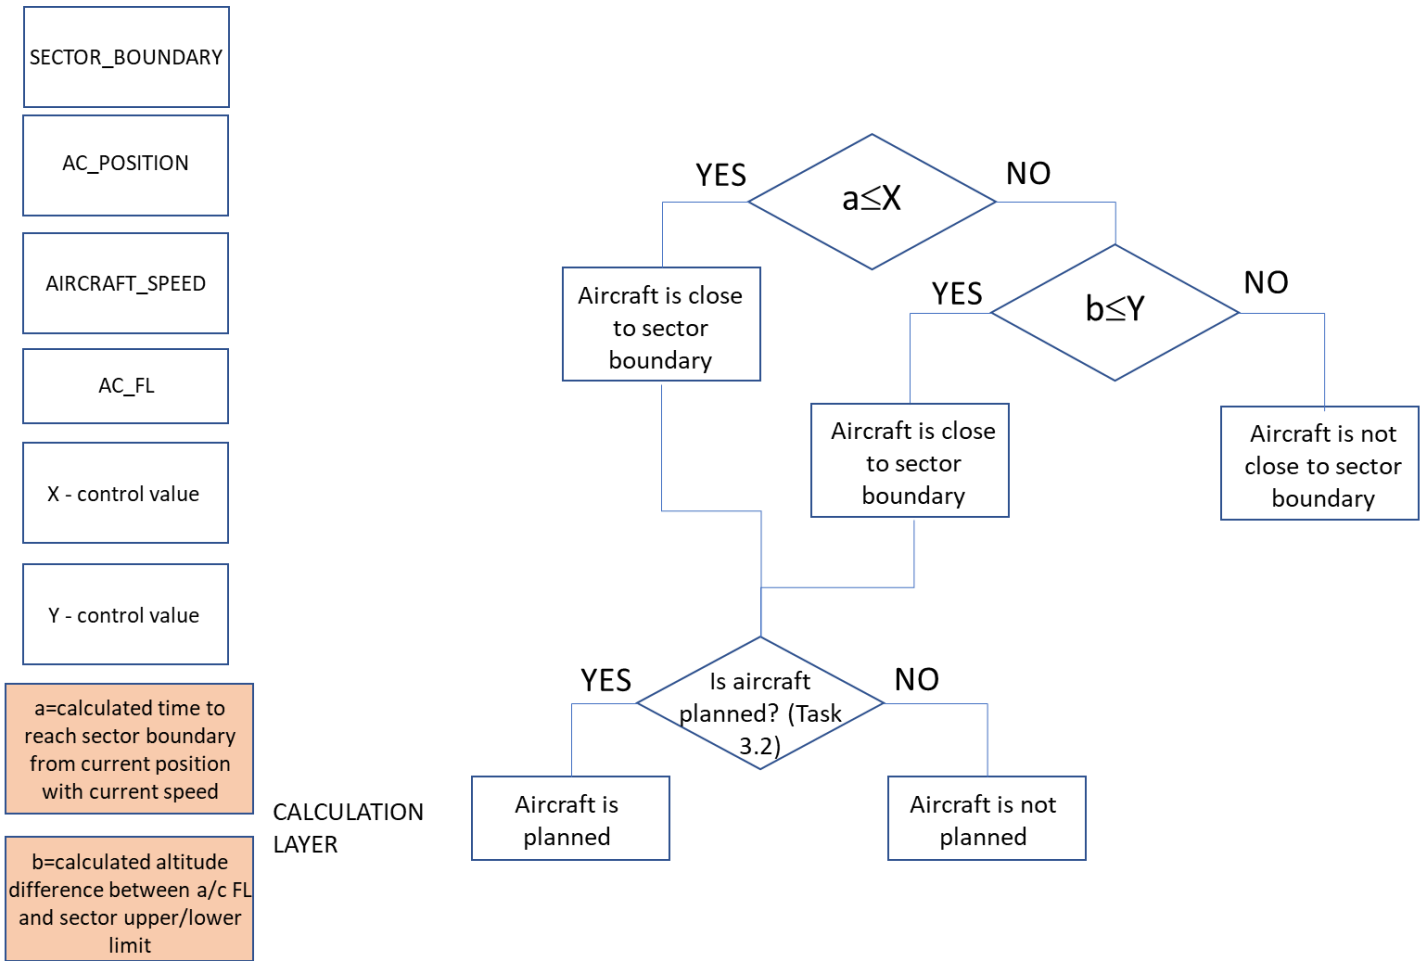 SECTOR_BOUNDARY
AC_POSITION
AIRCRAFT_SPEED
AC_FL
X - control value
Y - control value
a=calculated time to
reach sector boundary
from current position
with current speed
b=calculated altitude
difference between a/c FL
and sector upper/lower
limit
CALCULATION
LAYER
YES
a≤X
NO
Aircraft is close
to sector
boundary
YES
b≤Y
NO
Aircraft is close
to sector
boundary
Aircraft is not
close to sector
boundary
YES
Is aircraft
planned? (Task
3.2)
NO
Aircraft is
planned
Aircraft is not
planned